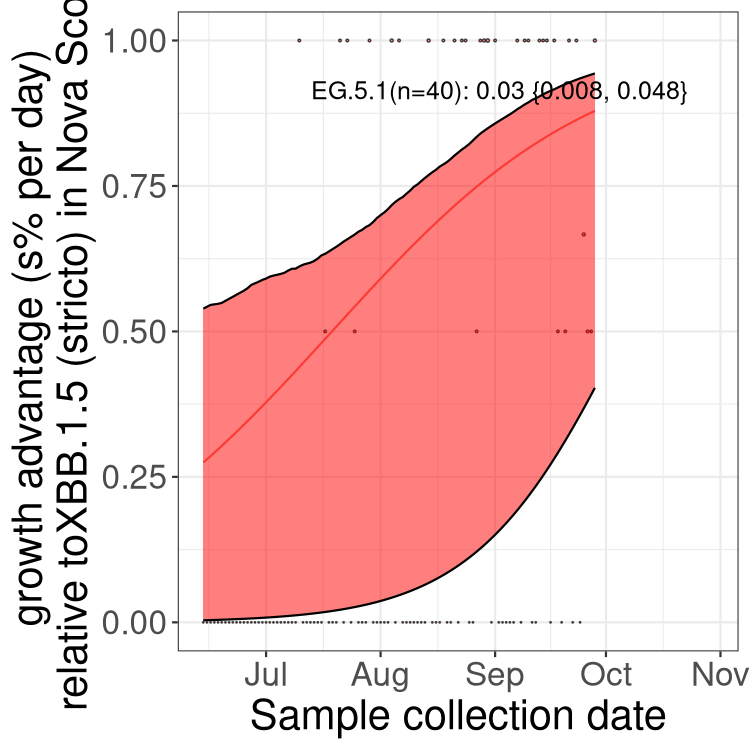 growth advantage (s% per day)
relative toXBB.1.5 (stricto) in Nova Sco
1.00
0.75
0.50
0.25
0.00
EG.5.1(n=40): 0.03 {0.008, 0.048}
Jul Aug Sep Oct Nov
Sample collection date